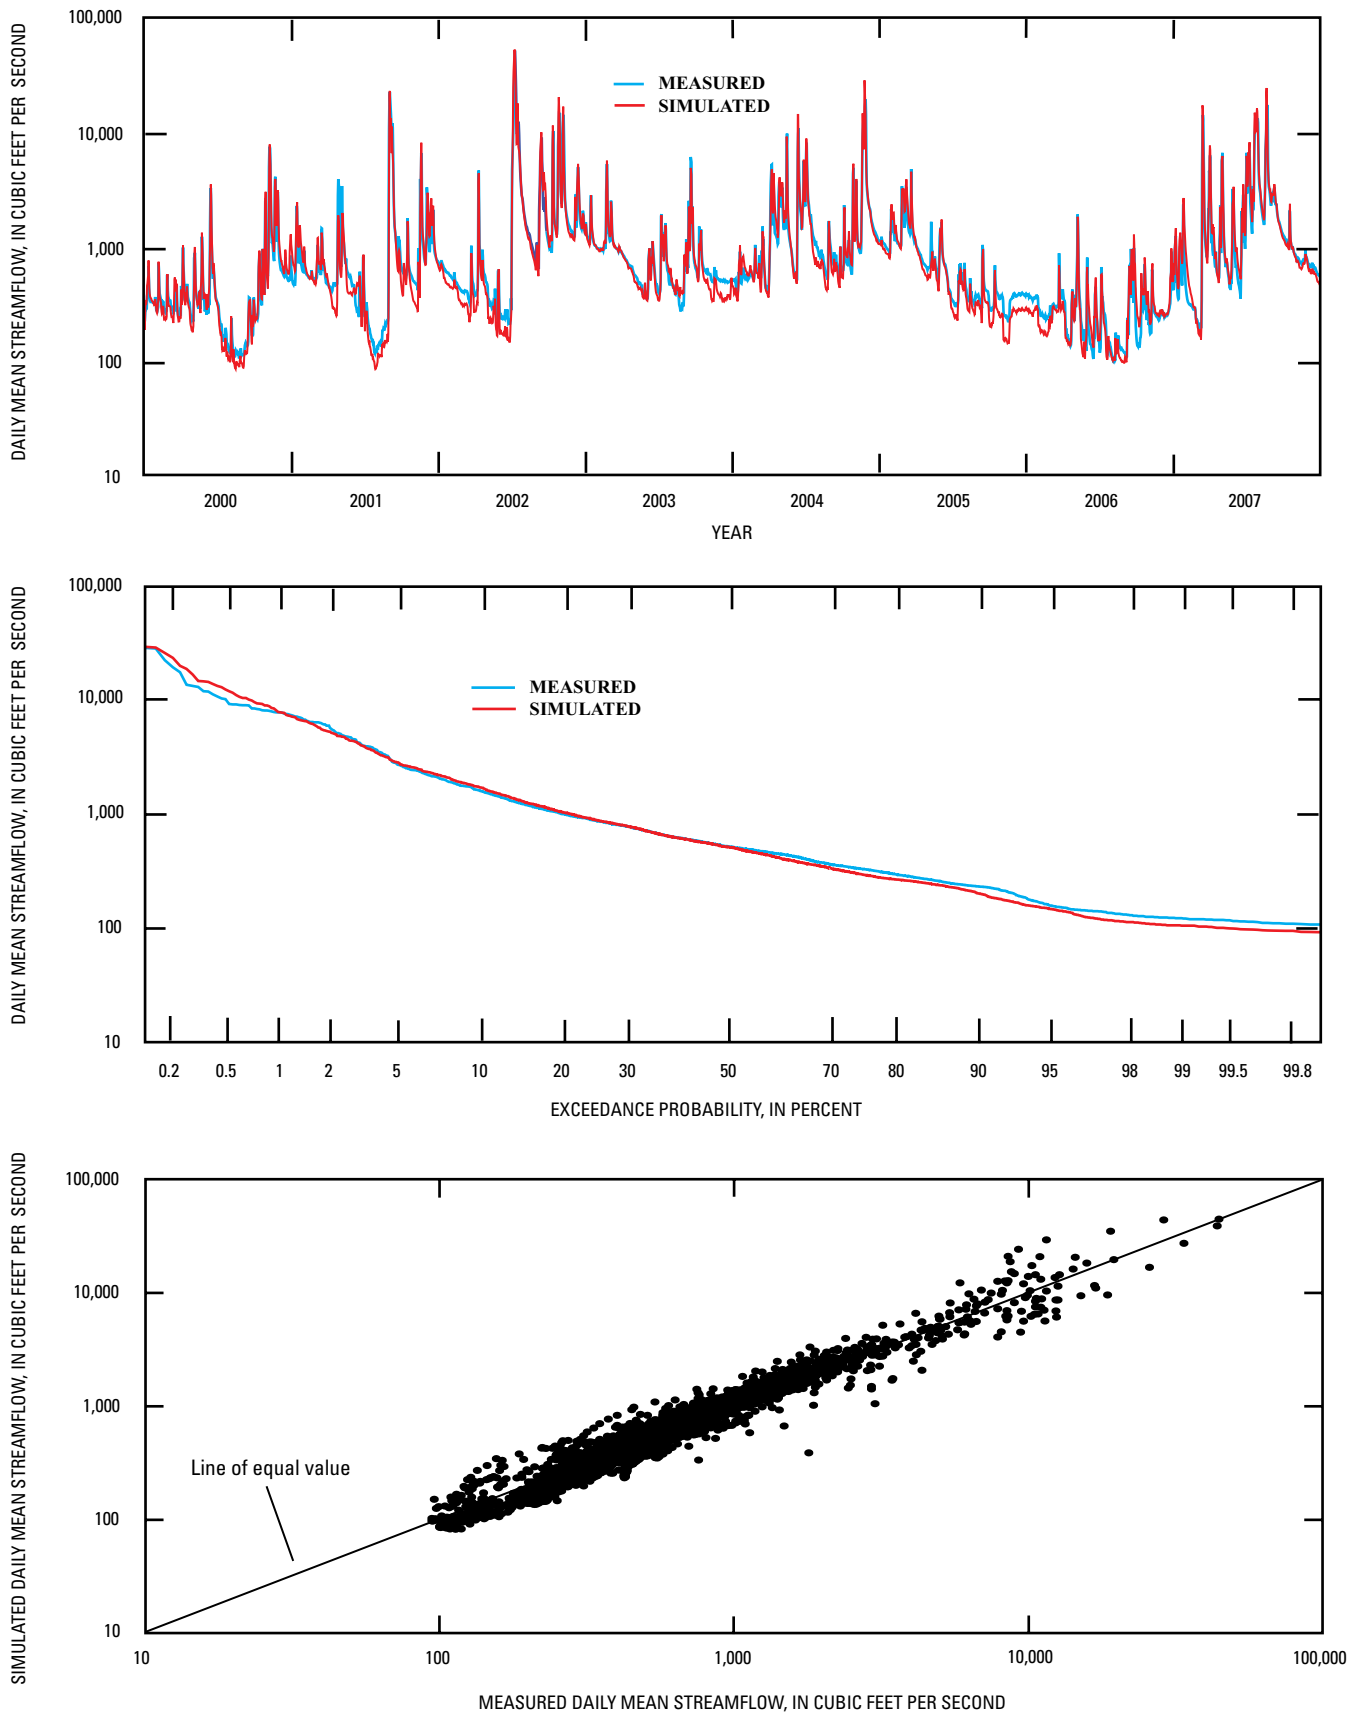 DAILY MEAN STREAMFLOW, IN CUBIC FEET PER SECOND
100,000
10,000
1,000
100
10
MEASURED
SIMULATED
2000 2001 2002 2003 2004 2005 2006 2007
YEAR
DAILY MEAN STREAMFLOW, IN CUBIC FEET PER SECOND
100,000
10,000
1,000
100
10
MEASURED
SIMULATED
0.2 0.5 1 2 5 10 20 30 50 70 80 90 95 98 99 99.5 99.8
EXCEEDANCE PROBABILITY, IN PERCENT
SIMULATED DAILY MEAN STREAMFLOW, IN CUBIC FEET PER SECOND
100,000
10,000
1,000
100
10
Line of equal value
10 100 1,000 10,000 100,000
MEASURED DAILY MEAN STREAMFLOW, IN CUBIC FEET PER SECOND